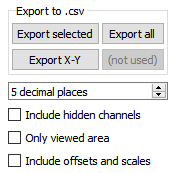 Export to .csv
Export selected Export all
Export X-Y (not used)
5 decimal places
Include hidden channels
Only viewed area
Include offsets and scales